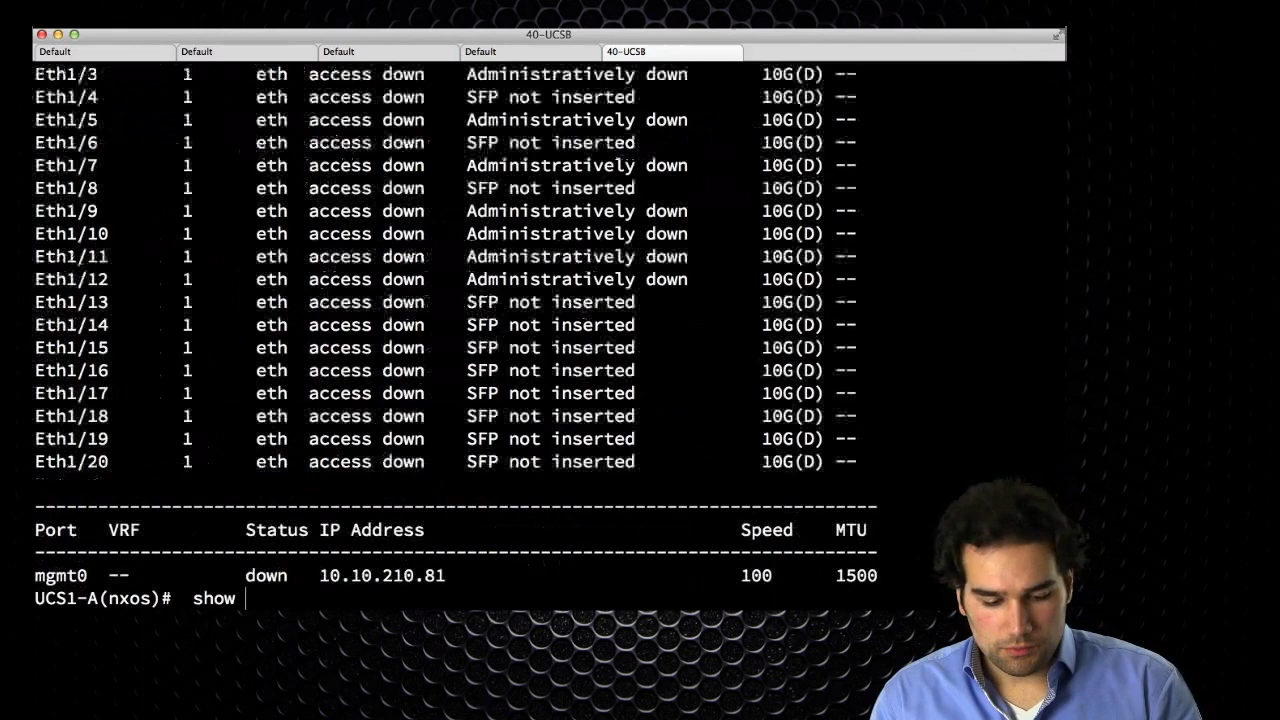 40-UCSB
Default Default Default Default 40-UCSB
Eth1/3 1 eth access down Administratively down 10G(D) --
Eth1/4 1 eth access down SFP not inserted 10G(D) --
Eth1/5 1 eth access down Administratively down 10G(D) --
Eth1/6 1 eth access down SFP not inserted 10G(D) --
Eth1/7 1 eth access down Administratively down 10G(D) --
Eth1/8 1 eth access down SFP not inserted 10G(D) --
Eth1/9 1 eth access down Administratively down 10G(D) --
Eth1/10 1 eth access down Administratively down 10G(D) --
Eth1/11 1 eth access down Administratively down 10G(D) --
Eth1/12 1 eth access down Administratively down 10G(D) --
Eth1/13 1 eth access down SFP not inserted 10G(D) --
Eth1/14 1 eth access down SFP not inserted 10G(D) --
Eth1/15 1 eth access down SFP not inserted 10G(D) --
Eth1/16 1 eth access down SFP not inserted 10G(D) --
Eth1/17 1 eth access down SFP not inserted 10G(D) --
Eth1/18 1 eth access down SFP not inserted 10G(D) --
Eth1/19 1 eth access down SFP not inserted 10G(D) --
Eth1/20 1 eth access down SFP not inserted 10G(D) --
--------------------------------------------------------------------------------
Port VRF Status IP Address Speed MTU
--------------------------------------------------------------------------------
mgmt0 -- down 10.10.210.81 100 1500
UCS1-A(nxos)# show